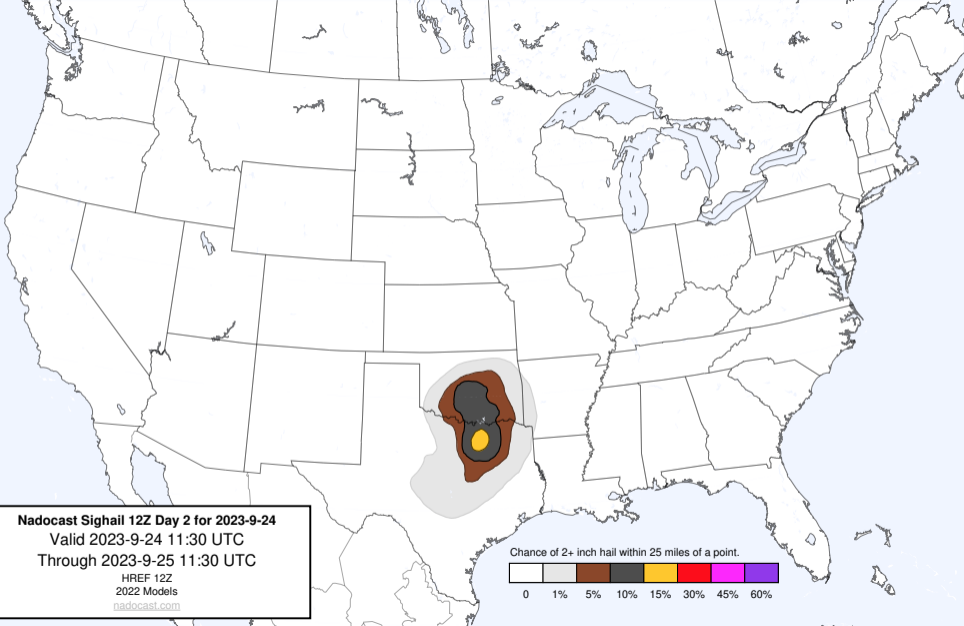 Nadocast Sighail 12Z Day 2 for 2023-9-24
Valid 2023-9-24 11:30 UTC
Through 2023-9-25 11:30 UTC
HREF 12Z
2022 Models
nadocast.com
Chance of 2+ inch hail within 25 miles of a point.
0 1% 5% 10% 15% 30% 45% 60%